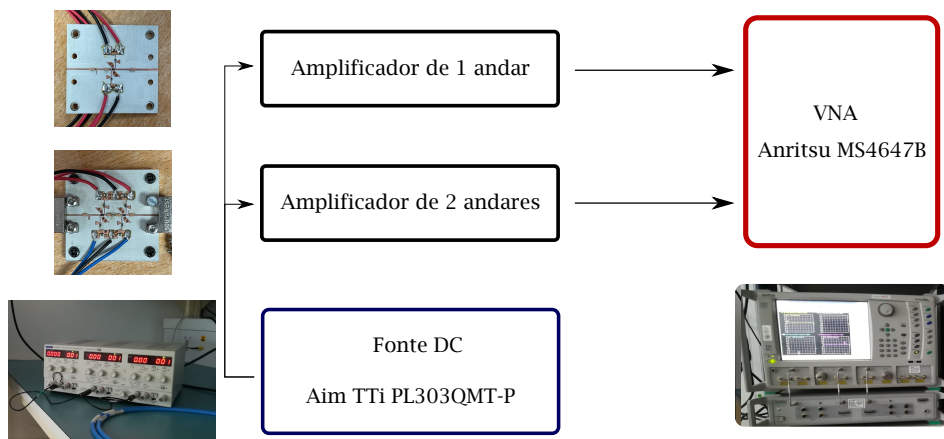 Amplificador de 1 andar
VNA
Anritsu MS4647B
Amplificador de 2 andares
Fonte DC
Aim TTi PL303QMT-P